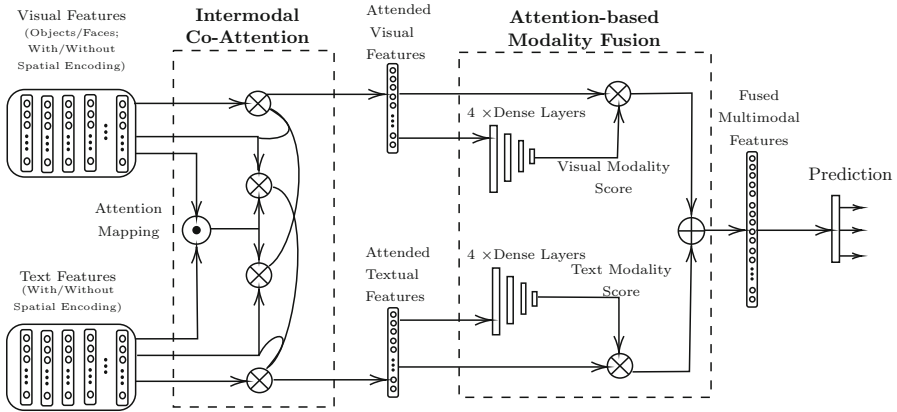 Visual Features
(Objects/Faces;
With/Without
Spatial Encoding)
Intermodal
Co-Attention
Attended
Visual
Features
Attention-based
Modality Fusion
4 ×Dense Layers
Visual Modality
Score
Fused
Multimodal
Features
Prediction
Attention
Mapping
Text Features
(With/Without
Spatial Encoding)
Attended
Textual
Features
4 ×Dense Layers
Text Modality
Score